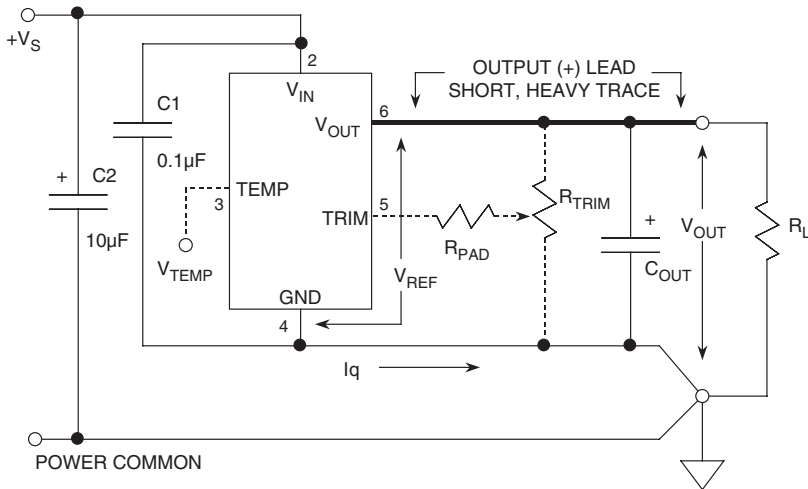 +V_S
2
OUTPUT (+) LEAD
SHORT, HEAVY TRACE
C1
V_IN
6
V_OUT
0.1µF
+
C2
TEMP
3
5
R_TRIM
TRIM
+
V_OUT
R_L
10µF
R_PAD
V_TEMP
V_REF
C_OUT
GND
4
Iq
POWER COMMON